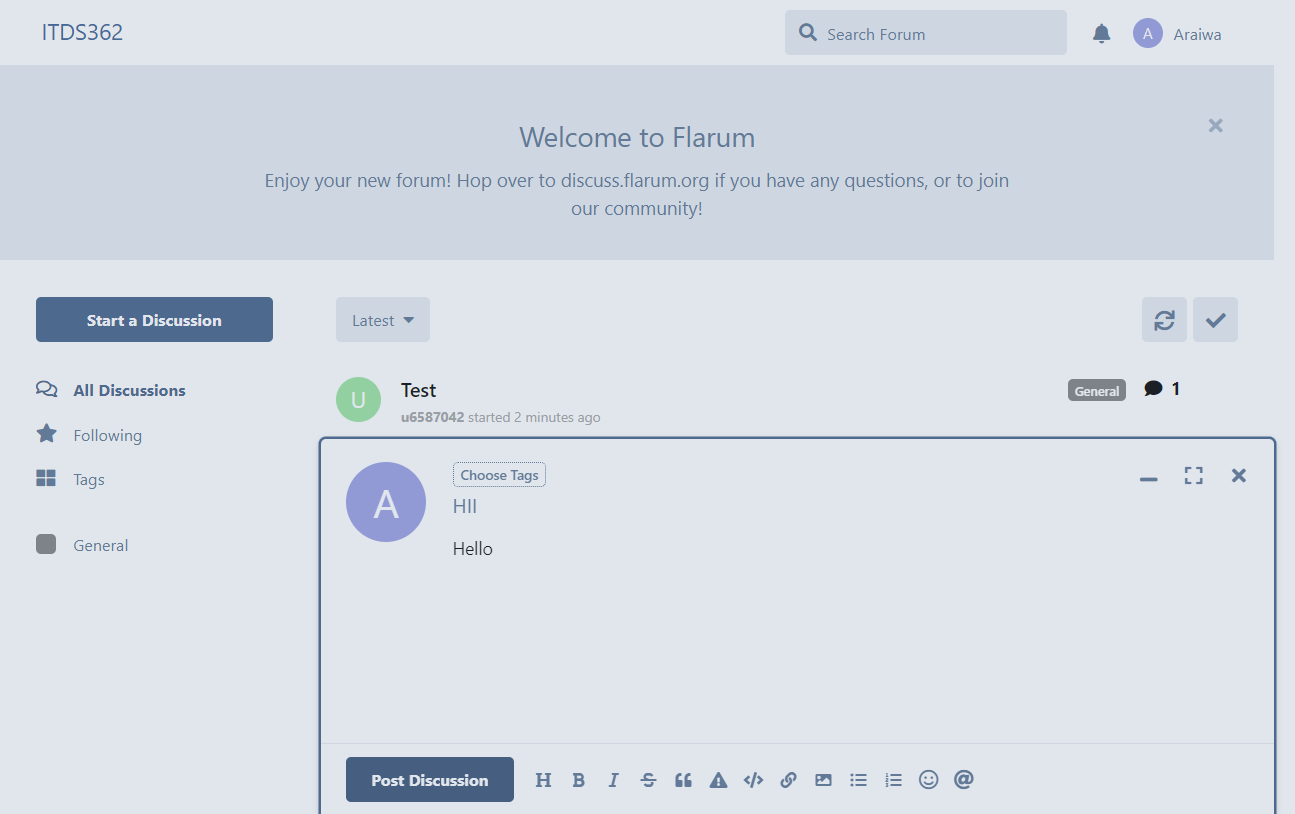 ITDS362
Search Forum
A
Araiwa
Welcome to Flarum
Enjoy your new forum! Hop over to discuss.flarum.org if you have any questions, or to join
our community!
Start a Discussion
Latest
All Discussions
Following
Tags
General
U
Test
u6587042 started 2 minutes ago
General
1
A
Choose Tags
HII
Hello
Post Discussion